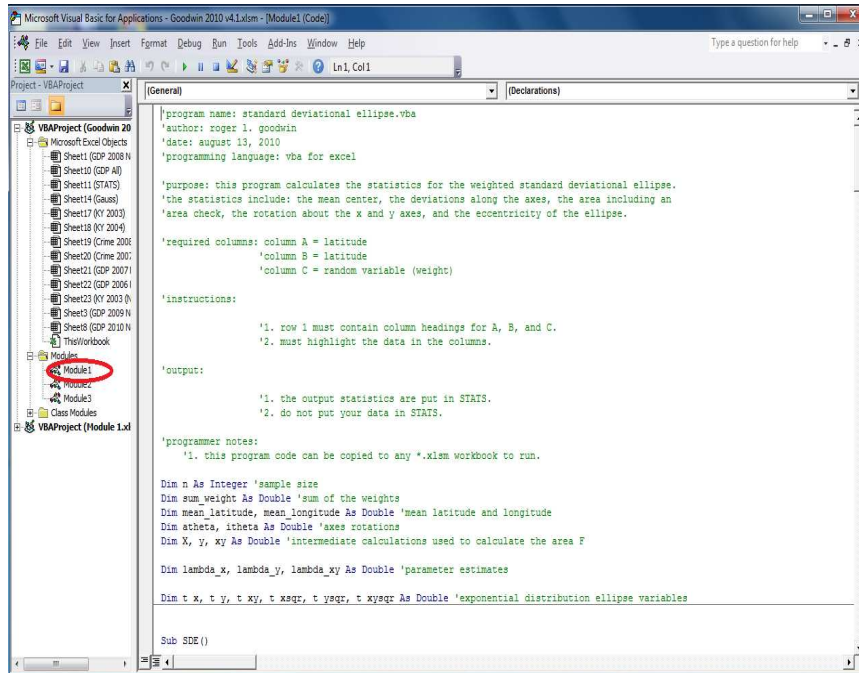 Microsoft Visual Basic for Applications - Goodwin 2010 v4.1.xlsm - [Module1 (Code)]
File Edit View Insert Format Debug Run Tools Add-Ins Window Help
Type a question for help
Ln 1, Col 1
Project - VBAProject
(General)
(Declarations)
VBAProject (Goodwin 20
Microsoft Excel Objects
Sheet1 (GDP 2008 N
Sheet10 (GDP All)
Sheet11 (STATS)
Sheet14 (Gauss)
Sheet17 (KY 2003)
Sheet18 (KY 2004)
Sheet19 (Crime 2008
Sheet20 (Crime 2007
Sheet21 (GDP 2007 I
Sheet22 (GDP 2006 I
Sheet23 (KY 2003 (N
Sheet3 (GDP 2009 N
Sheet8 (GDP 2010 N
ThisWorkbook
Modules
Module1
Module2
Module3
Class Modules
VBAProject (Module 1.xl
'program name: standard deviational ellipse.vba
'author: roger l. goodwin
'date: august 13, 2010
'programming language: vba for excel
'purpose: this program calculates the statistics for the weighted standard deviational ellipse.
'the statistics include: the mean center, the deviations along the axes, the area including an
'area check, the rotation about the x and y axes, and the eccentricity of the ellipse.
'required columns: column A = latitude
'column B = latitude
'column C = random variable (weight)
'instructions:
'1. row 1 must contain column headings for A, B, and C.
'2. must highlight the data in the columns.
'output:
'1. the output statistics are put in STATS.
'2. do not put your data in STATS.
'programmer notes:
'1. this program code can be copied to any *.xlsm workbook to run.
Dim n As Integer 'sample size
Dim sum_weight As Double 'sum of the weights
Dim mean_latitude, mean_longitude As Double 'mean latitude and longitude
Dim atheta, itheta As Double 'axes rotations
Dim X, y, xy As Double 'intermediate calculations used to calculate the area F
Dim lambda_x, lambda_y, lambda_xy As Double 'parameter estimates
Dim t_x, t_y, t_xy, t_xsqr, t_ysqr, t_xysqr As Double 'exponential distribution ellipse variables
Sub SDE()